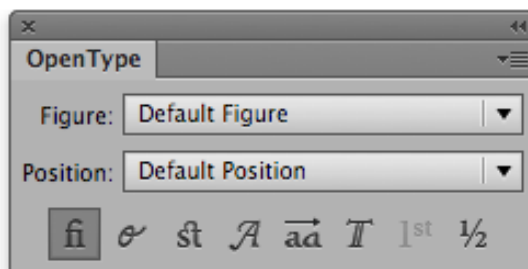 OpenType
Figure: Default Figure
Position: Default Position
fi st A aa T 1st ½